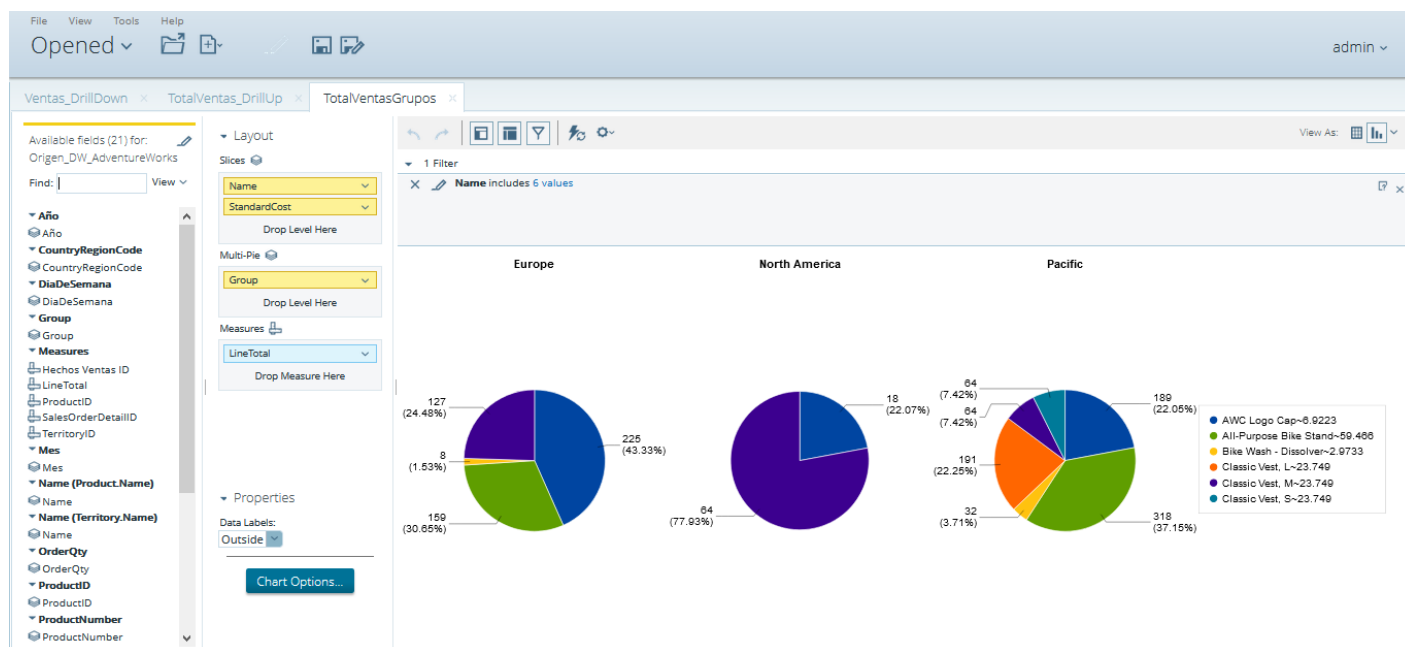 File View Tools Help
Opened
admin
Ventas_DrillDown × TotalVentas_DrillUp × TotalVentasGrupos ×
Available fields (21) for:
Origen_DW_AdventureWorks
Find: View
Año
Año
CountryRegionCode
CountryRegionCode
DiaDeSemana
DiaDeSemana
Group
Group
Measures
Hechos Ventas ID
LineTotal
ProductID
SalesOrderDetailID
TerritoryID
Mes
Mes
Name (Product.Name)
Name
Name (Territory.Name)
Name
OrderQty
OrderQty
ProductID
ProductID
ProductNumber
ProductNumber
Layout
Slices
Name
StandardCost
Drop Level Here
Multi-Pie
Group
Drop Level Here
Measures
LineTotal
Drop Measure Here
Properties
Data Labels:
Outside
Chart Options...
View As:
1 Filter
Name includes 6 values
Europe
127
(24.48%)
225
(43.33%)
8
(1.53%)
159
(30.65%)
North America
18
(22.07%)
64
(77.93%)
Pacific
64
(7.42%)
64
(7.42%)
189
(22.05%)
191
(22.25%)
32
(3.71%)
318
(37.15%)
AWC Logo Cap~6.9223
All-Purpose Bike Stand~59.466
Bike Wash - Dissolver~2.9733
Classic Vest, L~23.749
Classic Vest, M~23.749
Classic Vest, S~23.749